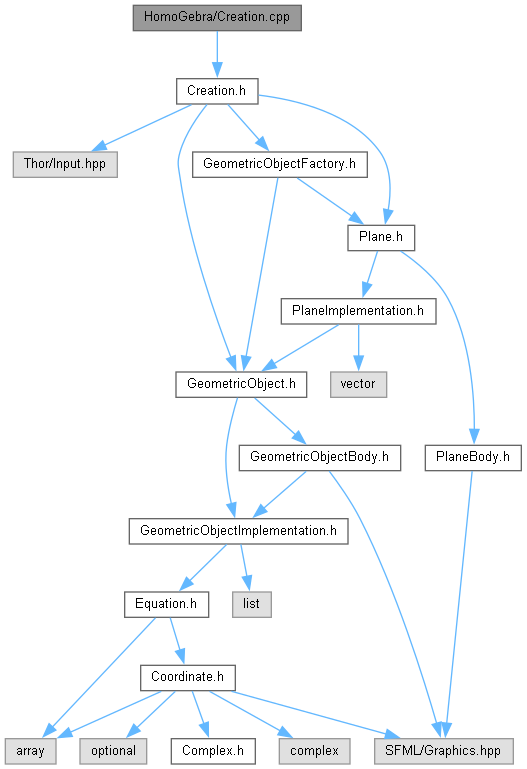 HomoGebra/Creation.cpp
Creation.h
Thor/Input.hpp
GeometricObjectFactory.h
Plane.h
PlaneImplementation.h
GeometricObject.h
vector
GeometricObjectBody.h
PlaneBody.h
GeometricObjectImplementation.h
Equation.h
list
Coordinate.h
array
optional
Complex.h
complex
SFML/Graphics.hpp